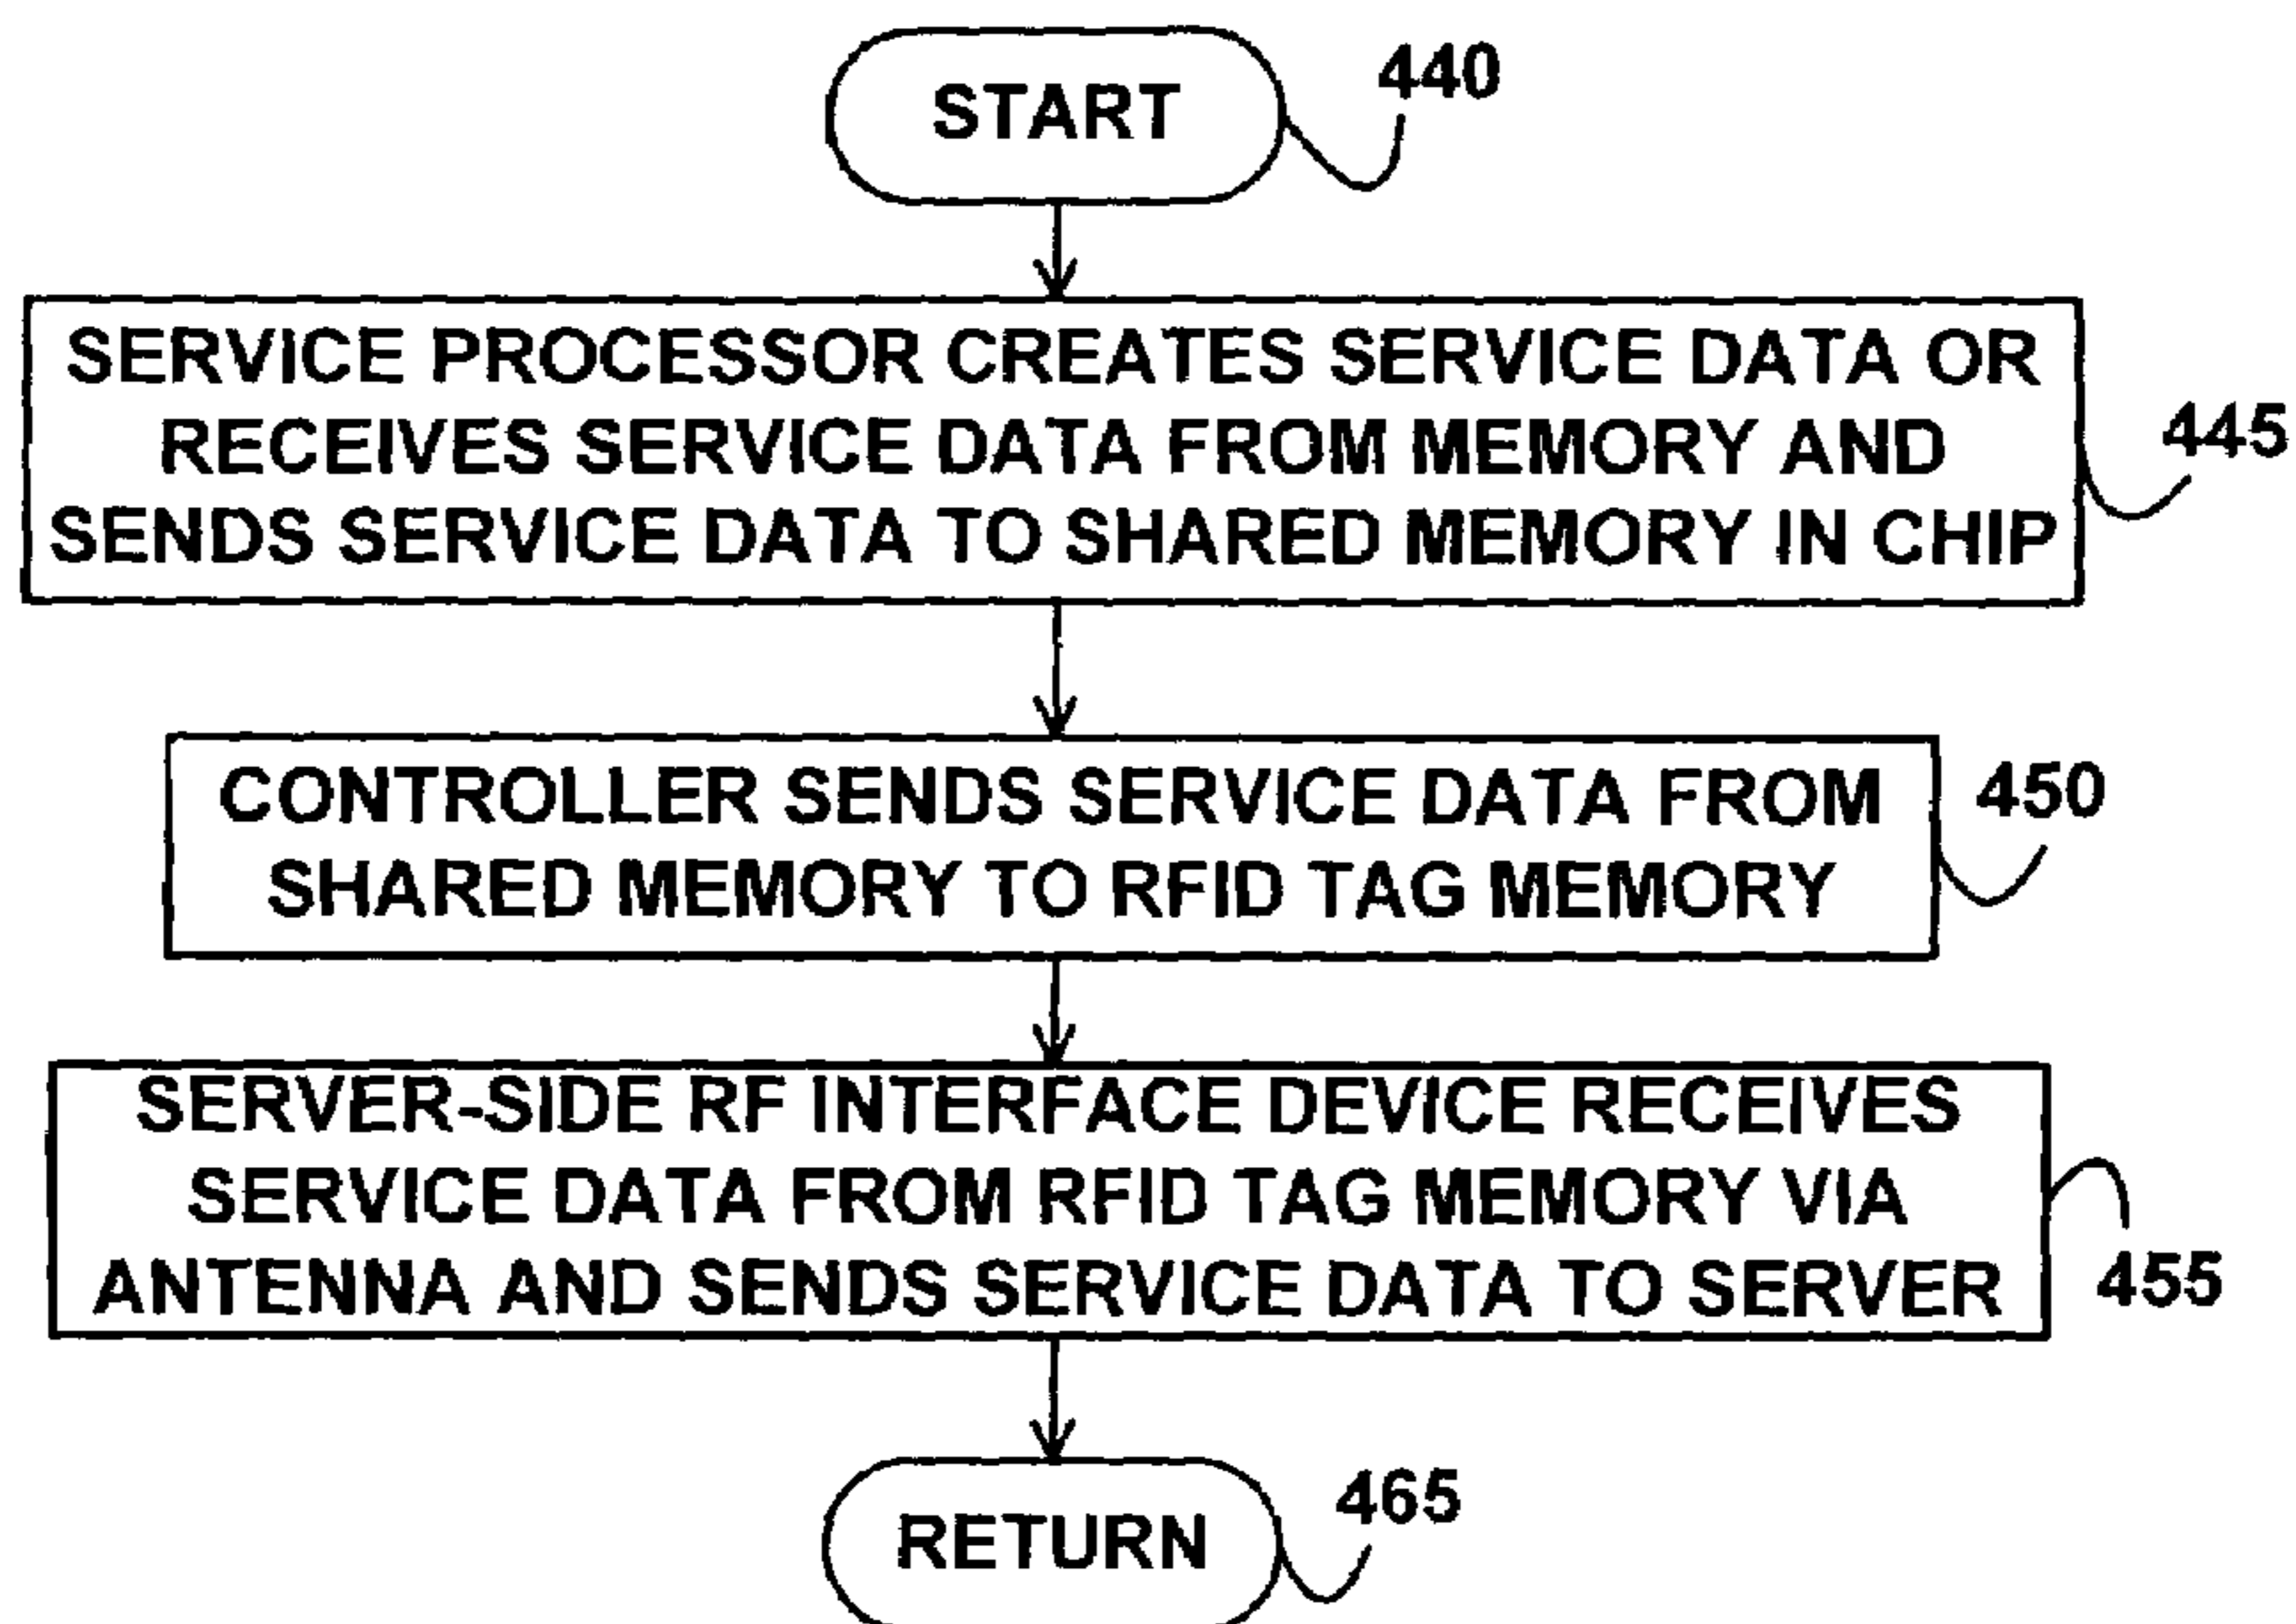 START
440
SERVICE PROCESSOR CREATES SERVICE DATA OR
RECEIVES SERVICE DATA FROM MEMORY AND
SENDS SERVICE DATA TO SHARED MEMORY IN CHIP
445
CONTROLLER SENDS SERVICE DATA FROM
SHARED MEMORY TO RFID TAG MEMORY
450
SERVER-SIDE RF INTERFACE DEVICE RECEIVES
SERVICE DATA FROM RFID TAG MEMORY VIA
ANTENNA AND SENDS SERVICE DATA TO SERVER
455
RETURN
465